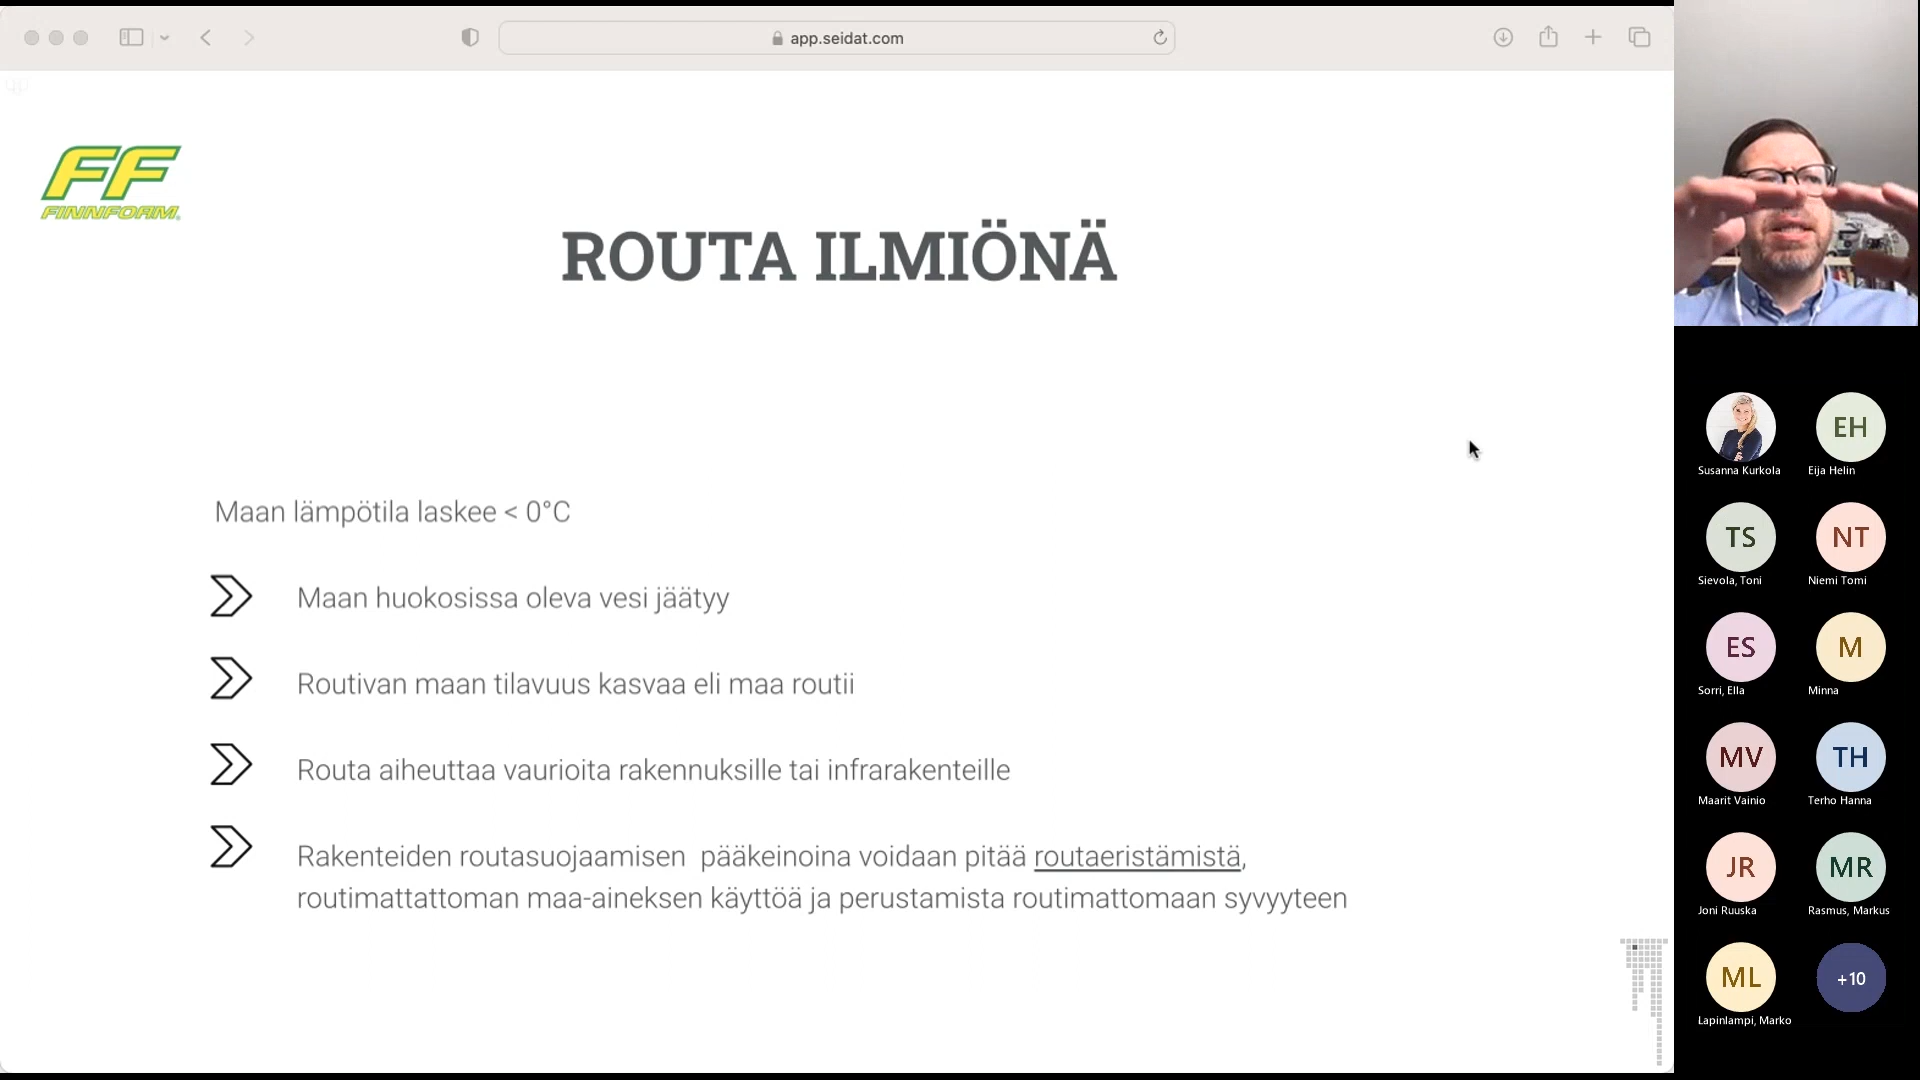 app.seidat.com
FF
FINNFOAM
ROUTA ILMIÖNÄ
Maan lämpötila laskee < 0°C
Maan huokosissa oleva vesi jäätyy
Routivan maan tilavuus kasvaa eli maa routii
Routa aiheuttaa vaurioita rakennuksille tai infrarakenteille
Rakenteiden routasuojaamisen pääkeinoina voidaan pitää routaeristämistä,
routimattattoman maa-aineksen käyttöä ja perustamista routimattomaan syvyyteen
EH
Susanna Kurkola
Eija Helin
TS
NT
Sievola, Toni
Niemi Tomi
ES
M
Sorri, Ella
Minna
MV
TH
Maarit Vainio
Terho Hanna
JR
MR
Joni Ruuska
Rasmus, Markus
ML
+10
Lapinlampi, Marko